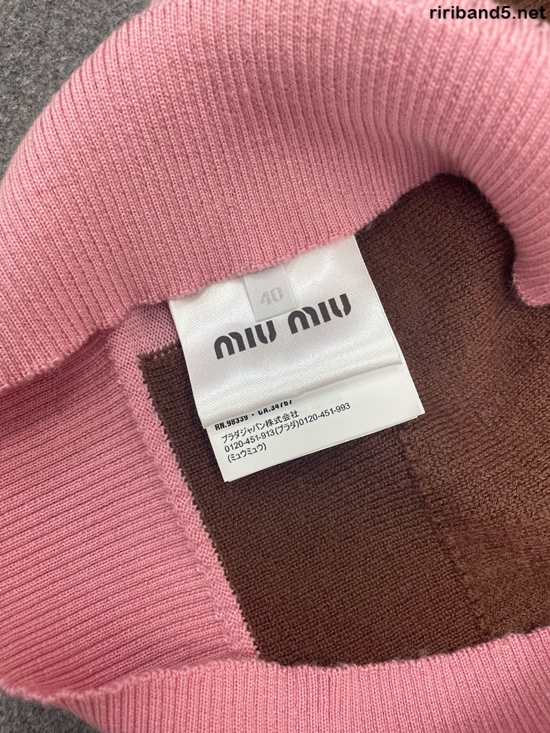 ririband5.net
40
miu miu
RN.98339 - CA.34767
プラダジャパン株式会社
0120-451-913(プラダ)0120-451-993
(ミュウミュウ)